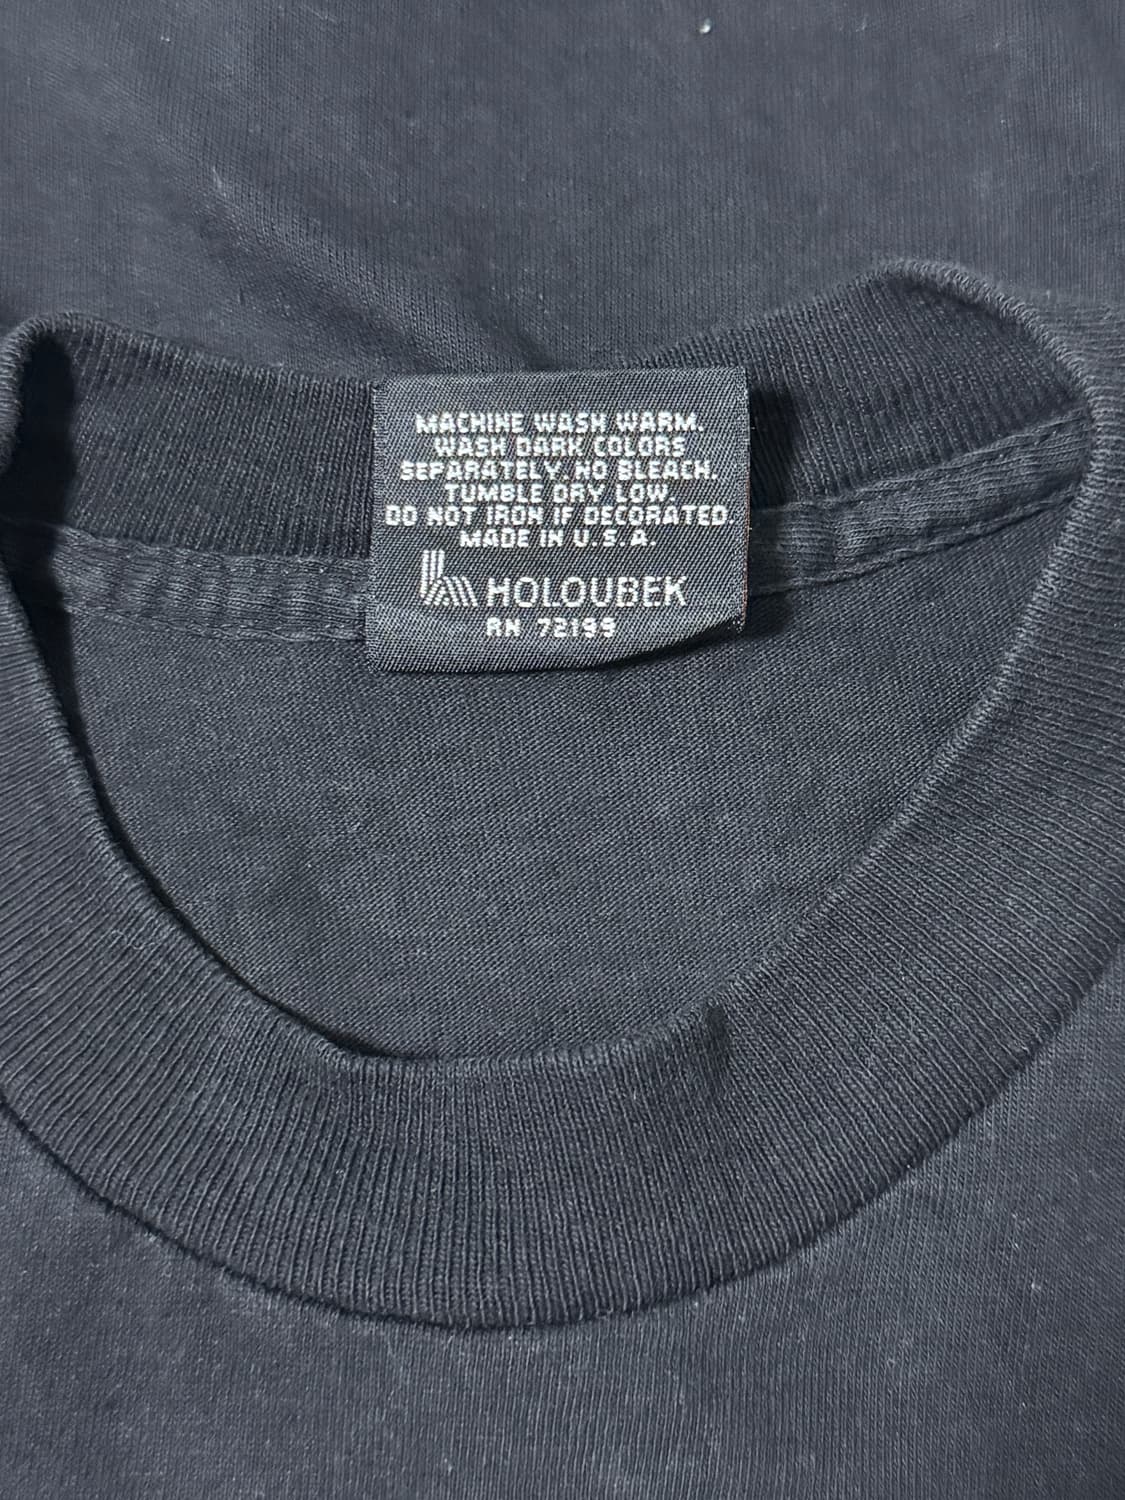 MACHINE WASH WARM.
WASH DARK COLORS
SEPARATELY. NO BLEACH.
TUMBLE DRY LOW.
DO NOT IRON IF DECORATED
MADE IN U.S.A.
HOLOUBEK
RN 72199